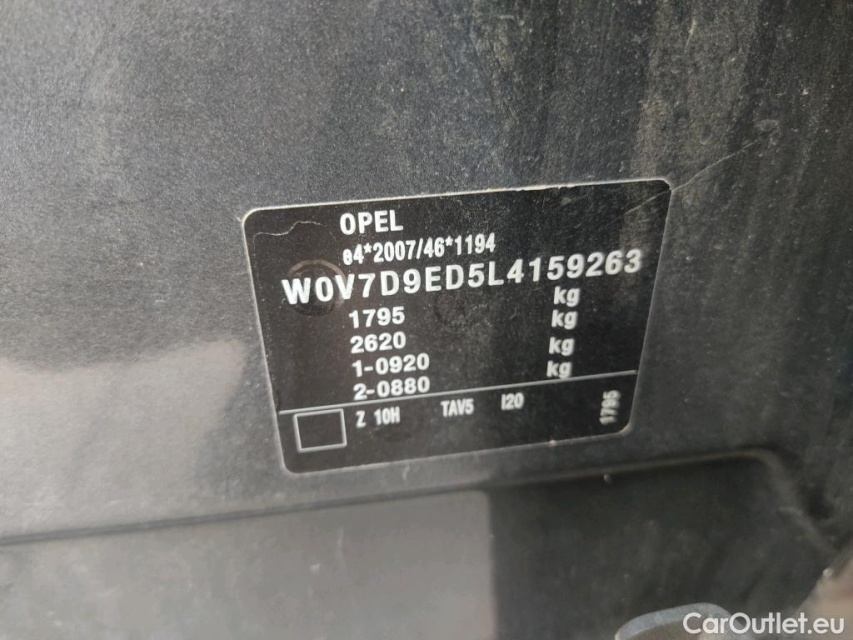 OPEL
e4*2007/46*1194
W0V7D9ED5L4159263
1795 kg
2620 kg
1-0920 kg
2-0880 kg
Z 10H TAV5 I20 1795
CarOutlet.eu